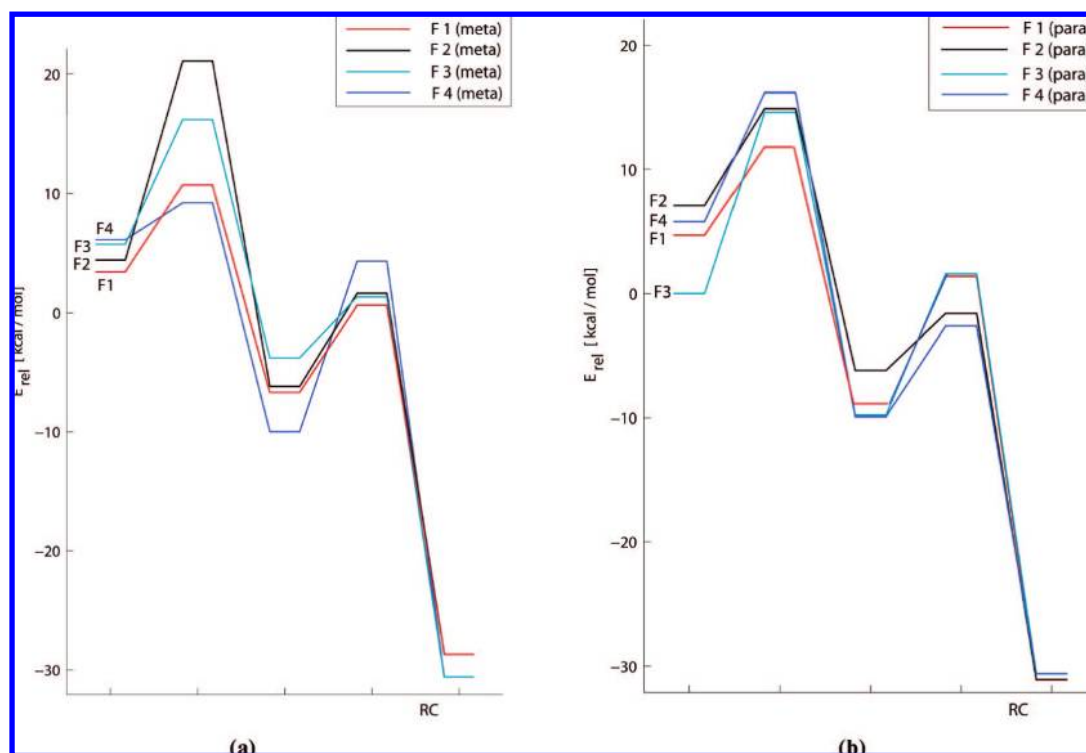 F 1 (meta)
F 2 (meta)
F 3 (meta)
F 4 (meta)
20
10
0
−10
−20
−30
E rel [ kcal / mol]
F4
F3
F2
F1
RC
(a)
F 1 (para
F 2 (para
F 3 (para
F 4 (para
20
10
0
−10
−20
−30
E rel [ kcal / mol]
F2
F4
F1
F3
RC
(b)